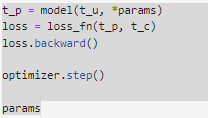 t_p = model(t_u, *params)
loss = loss_fn(t_p, t_c)
loss.backward()
optimizer.step()
params